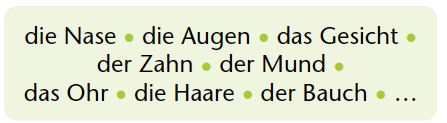 die Nase • die Augen • das Gesicht •
der Zahn • der Mund •
das Ohr • die Haare • der Bauch • …